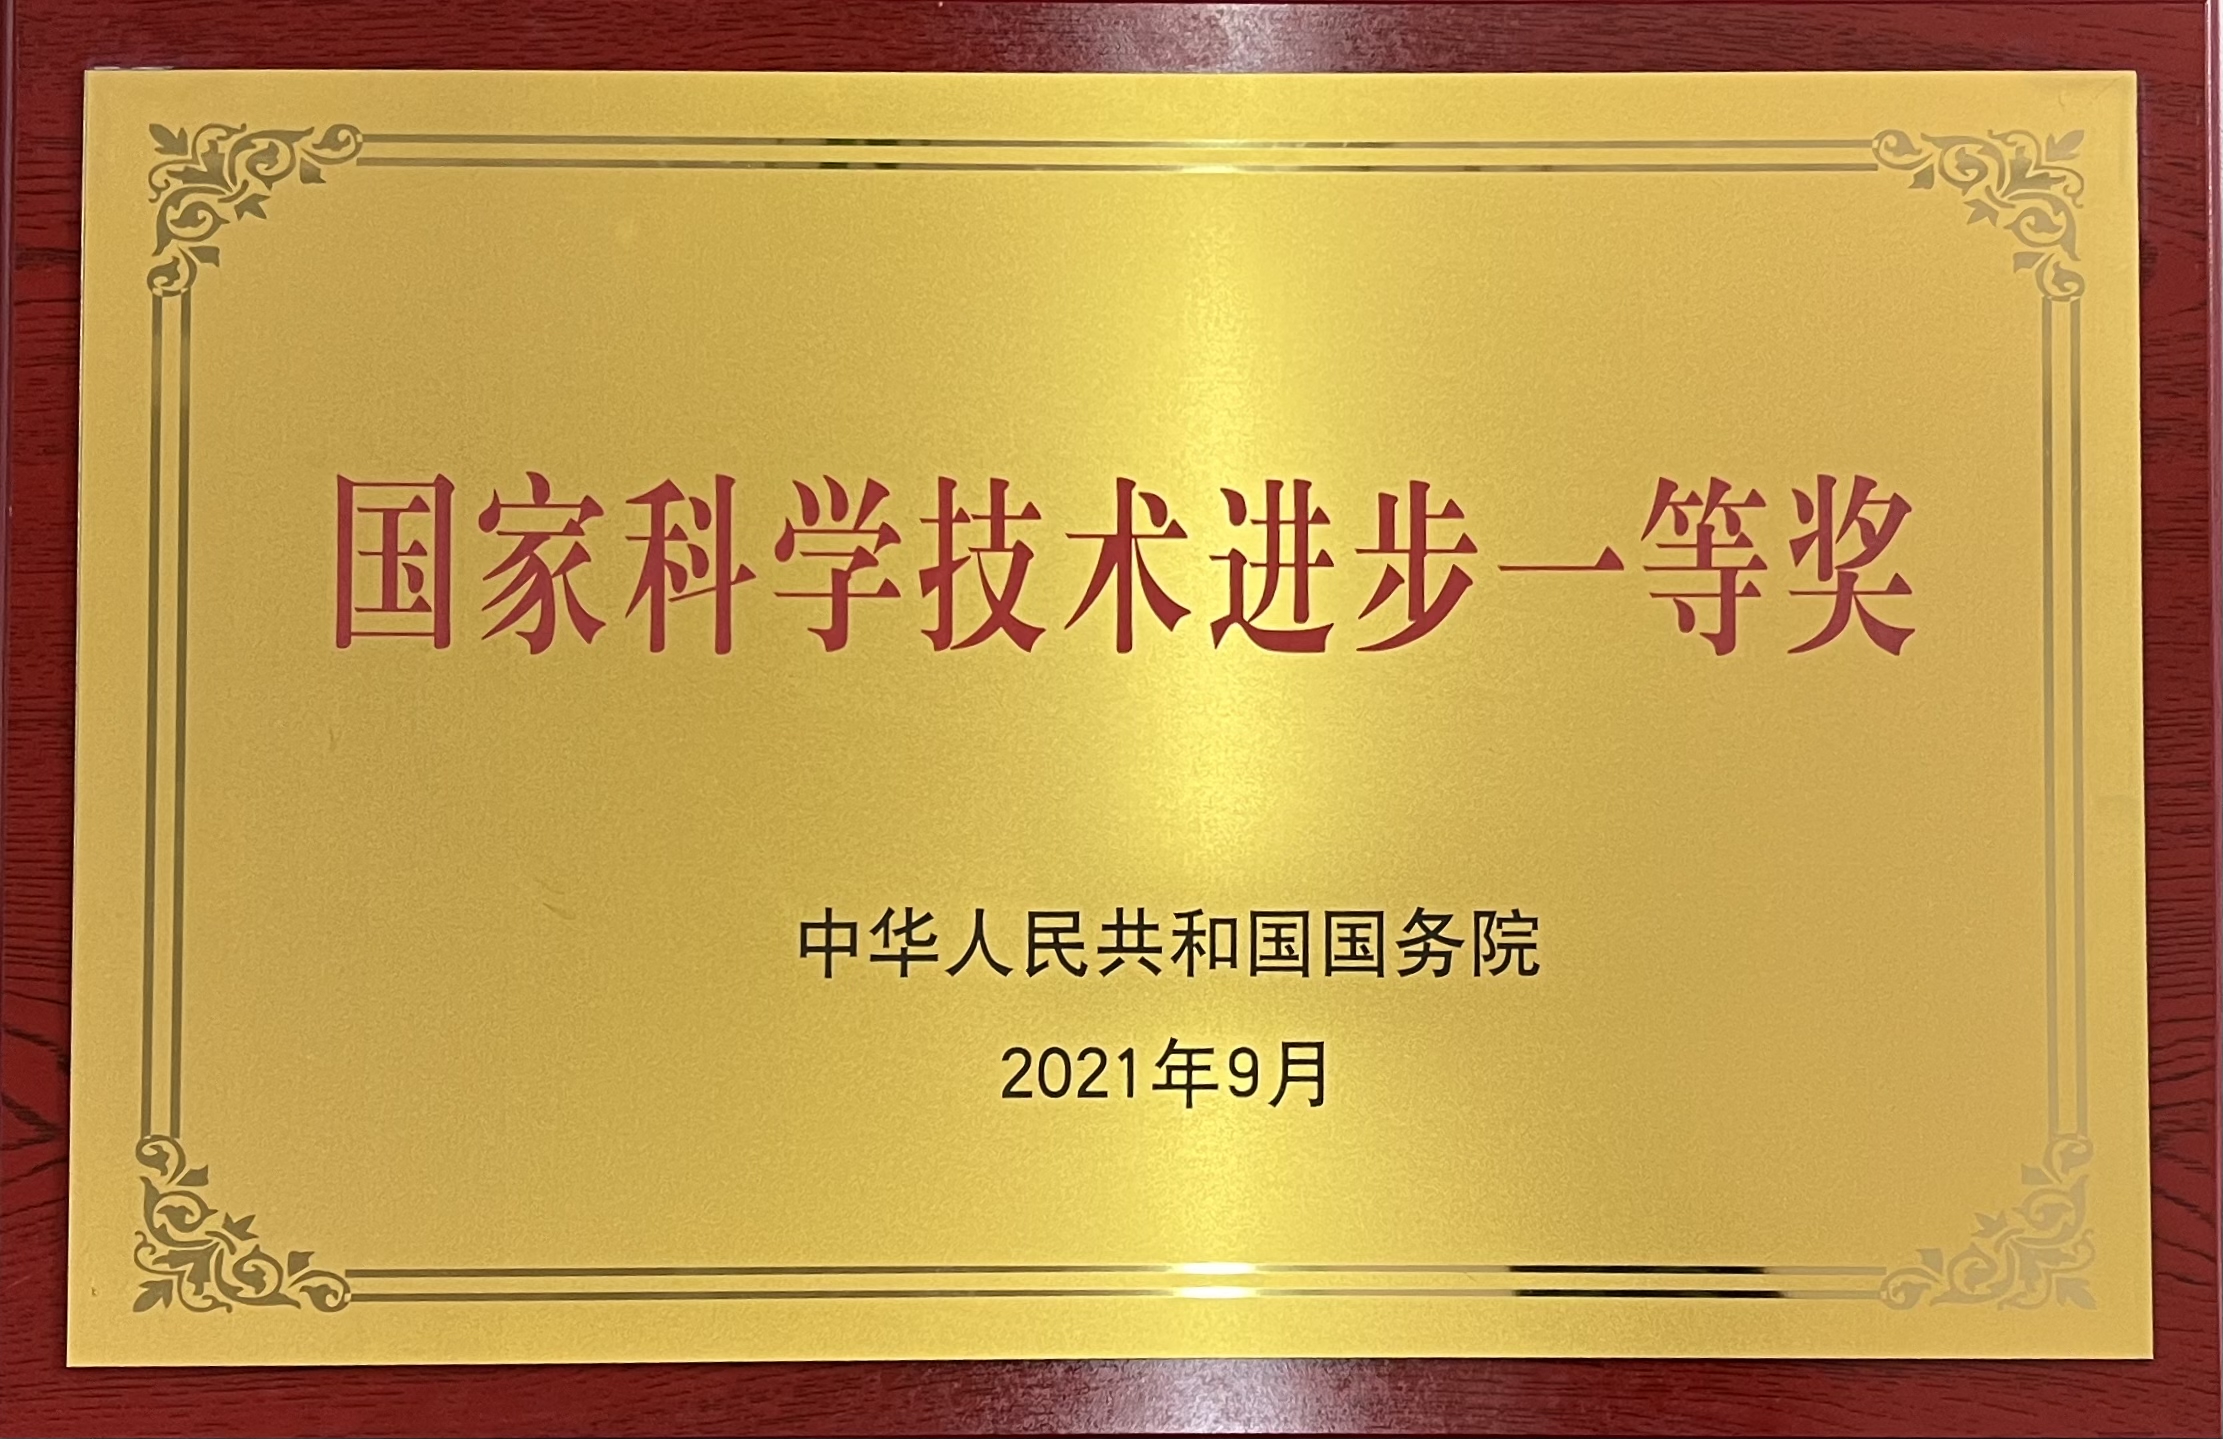 国家科学技术进步一等奖
中华人民共和国国务院
2021年9月